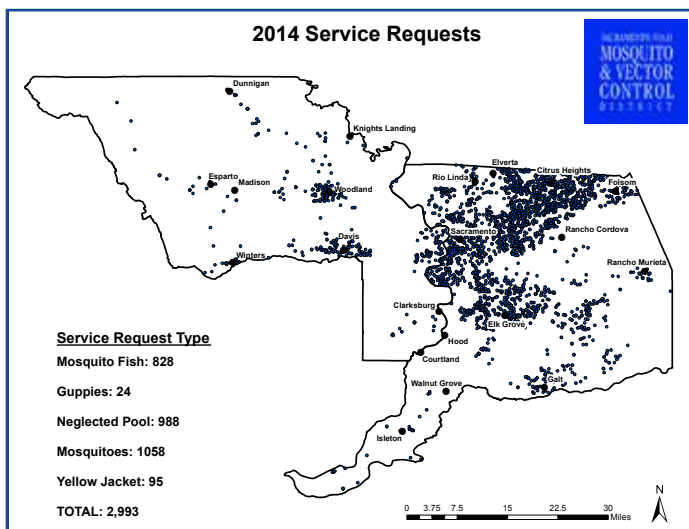 2014 Service Requests
SACRAMENTO-YOLO
MOSQUITO
& VECTOR
CONTROL
DISTRICT
Dunnigan
Knights Landing
Elverta
Citrus Heights
Rio Linda
Folsom
Esparto
Madison
Woodland
Sacramento
Rancho Cordova
Davis
Winters
Rancho Murieta
Clarksburg
Elk Grove
Hood
Courtland
Walnut Grove
Galt
Isleton
Service Request Type
Mosquito Fish: 828
Guppies: 24
Neglected Pool: 988
Mosquitoes: 1058
Yellow Jacket: 95
TOTAL: 2,993
N
0 3.75 7.5 15 22.5 30
Miles